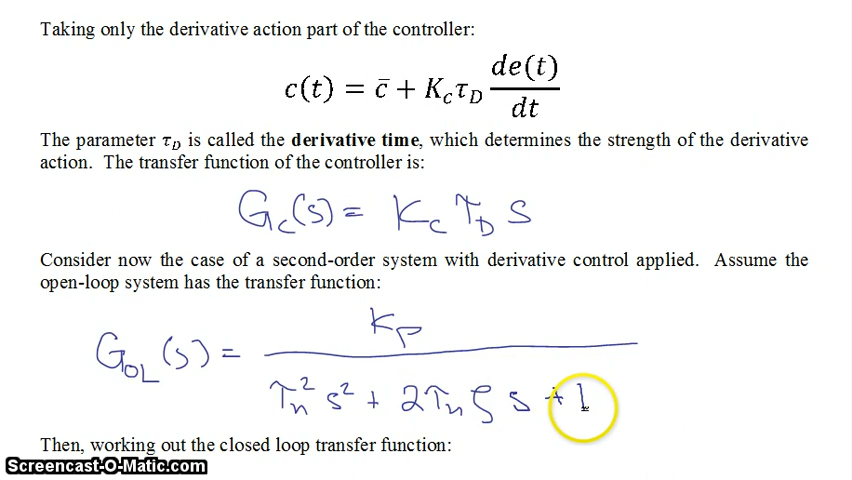 Taking only the derivative action part of the controller:
c(t) = c̄ + K_C τ_D de(t)/dt
The parameter τ_D is called the derivative time, which determines the strength of the derivative
action. The transfer function of the controller is:
G_C(s) = K_C τ_D s
Consider now the case of a second-order system with derivative control applied. Assume the
open-loop system has the transfer function:
G_OL(s) = K_P / (τ_n² s² + 2τ_n ζ s + 1
Then, working out the closed loop transfer function:
Screencast-O-Matic.com